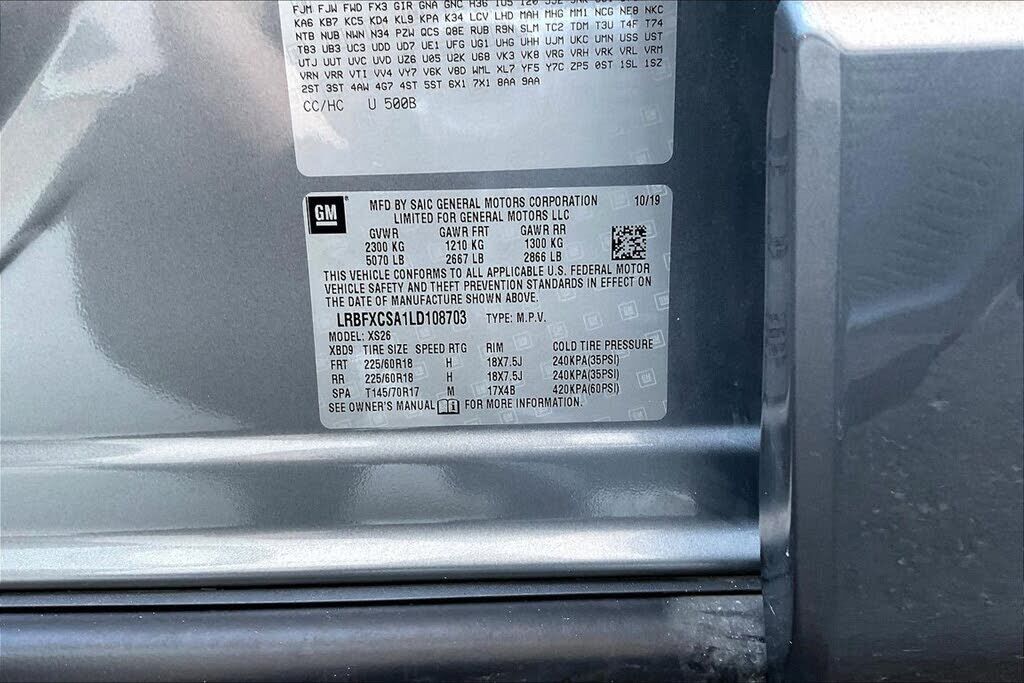 FJM FJW FWD FX3 GIR GNA GNC H36 IU5
KA6 KB7 KC5 KD4 KL9 KPA K34 LCV LHD MAH MHG MM1 NCG NEB NKC
NTB NUB NWN N34 PZW QCS Q8E RUB R9N SLM TC2 TDM T3U T4F T74
T83 UB3 UC3 UDD UD7 UE1 UFG UG1 UHG UHH UJM UKC UMN USS UST
UTJ UUT UVC UVD UZ6 U05 U2K U68 VK3 VK8 VRG VRH VRK VRL VRM
VRN VRR VTI VV4 VY7 V6K V8D WML XL7 YF5 Y7C ZP5 0ST 1SL 1SZ
2ST 3ST 4AW 4G7 4ST 5ST 6X1 7X1 8AA 9AA
CC/HC U 500B
GM
MFD BY SAIC GENERAL MOTORS CORPORATION 10/19
LIMITED FOR GENERAL MOTORS LLC
GVWR GAWR FRT GAWR RR
2300 KG 1210 KG 1300 KG
5070 LB 2667 LB 2866 LB
THIS VEHICLE CONFORMS TO ALL APPLICABLE U.S. FEDERAL MOTOR
VEHICLE SAFETY AND THEFT PREVENTION STANDARDS IN EFFECT ON
THE DATE OF MANUFACTURE SHOWN ABOVE.
LRBFXCSA1LD108703 TYPE: M.P.V.
MODEL: XS26
XBD9 TIRE SIZE SPEED RTG RIM COLD TIRE PRESSURE
FRT 225/60R18 H 18X7.5J 240KPA(35PSI)
RR 225/60R18 H 18X7.5J 240KPA(35PSI)
SPA T145/70R17 M 17X4B 420KPA(60PSI)
SEE OWNER'S MANUAL FOR MORE INFORMATION.